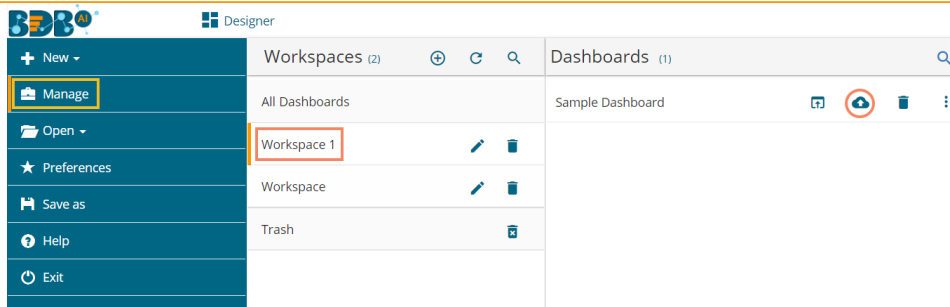 BDB AI
Designer
New
Manage
Open
Preferences
Save as
Help
Exit
Workspaces (2)
All Dashboards
Workspace 1
Workspace
Trash
Dashboards (1)
Sample Dashboard